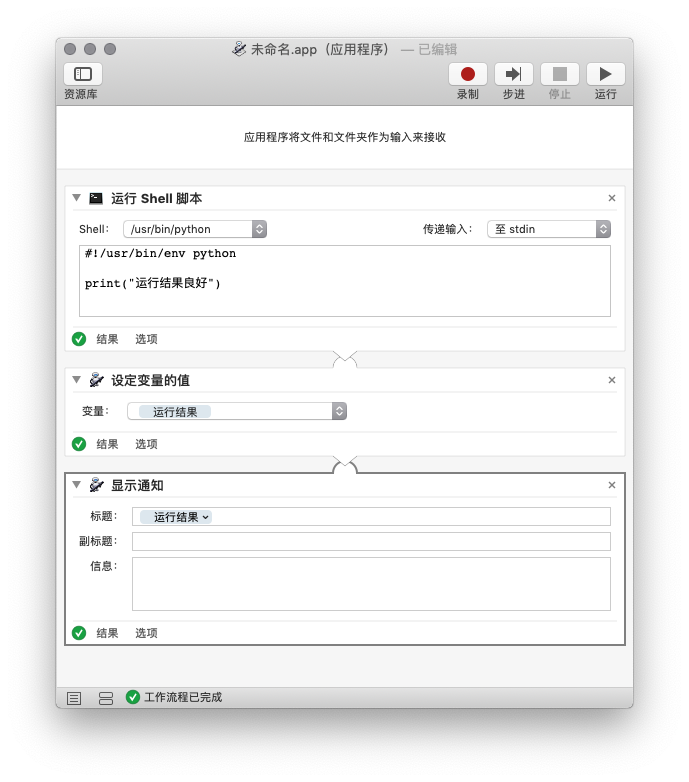 未命名.app（应用程序） — 已编辑
资源库
录制
步进
停止
运行
应用程序将文件和文件夹作为输入来接收
运行 Shell 脚本
Shell: /usr/bin/python 传递输入: 至 stdin
#!/usr/bin/env python
print("运行结果良好")
结果 选项
设定变量的值
变量: 运行结果
结果 选项
显示通知
标题: 运行结果
副标题:
信息:
结果 选项
工作流程已完成